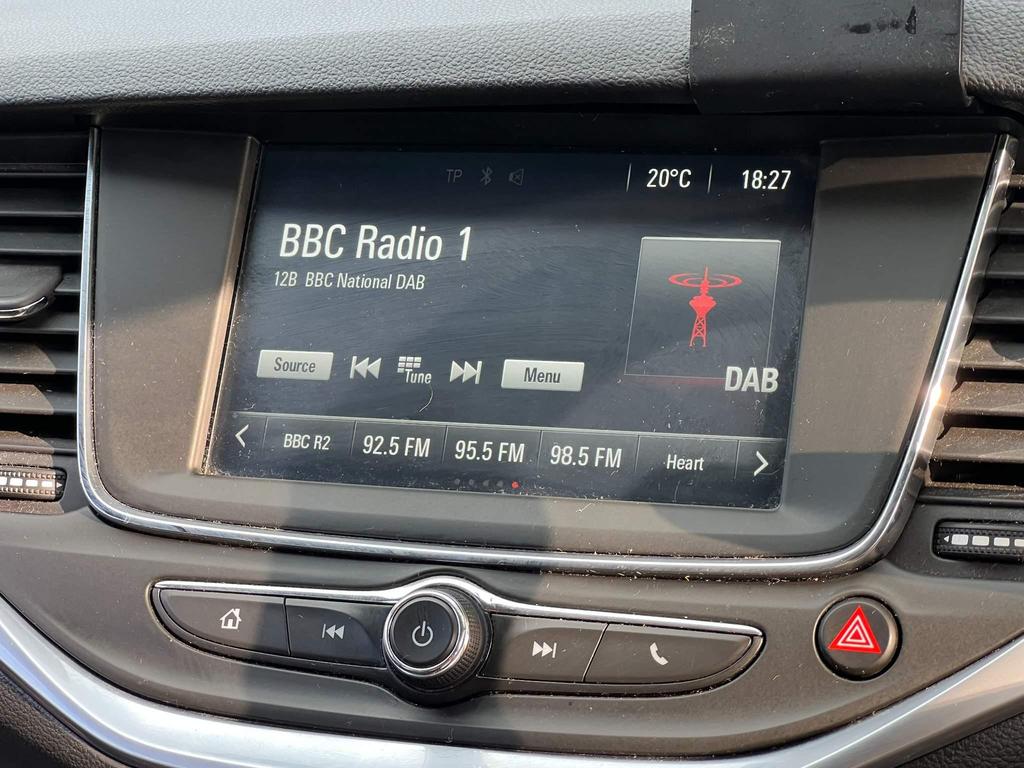 TP 20°C 18:27
BBC Radio 1
12B BBC National DAB
DAB
Source Tune Menu
BBC R2 92.5 FM 95.5 FM 98.5 FM Heart